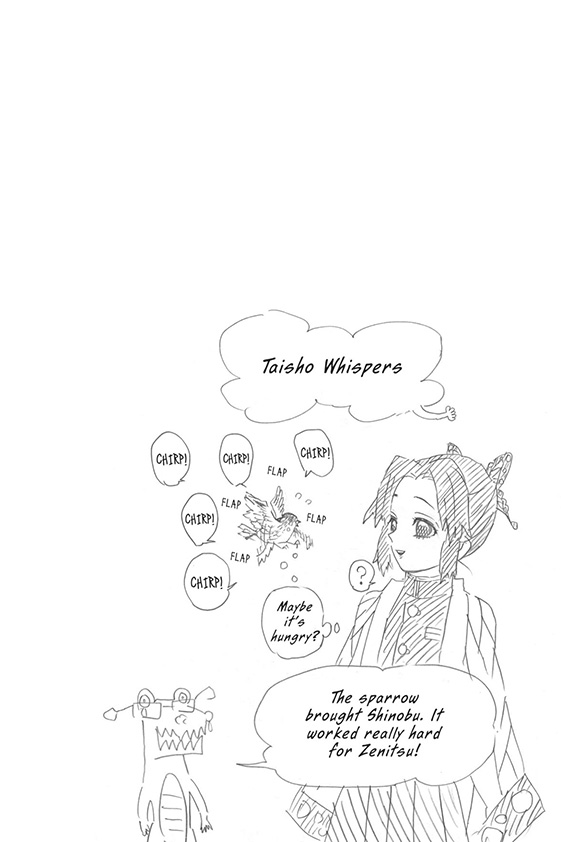 Taisho Whispers
CHIRP!
CHIRP!
CHIRP!
FLAP
FLAP
CHIRP!
FLAP
FLAP
CHIRP!
?
Maybe
it's
hungry?
The sparrow
brought Shinobu. It
worked really hard
for Zenitsu!